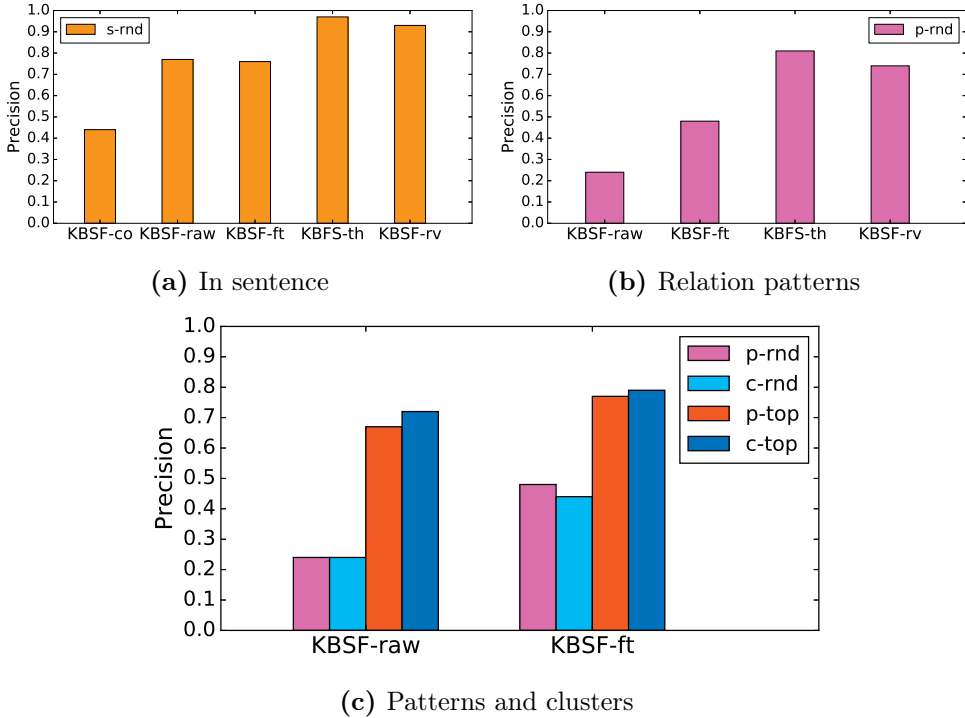 1.0
0.9
0.8
0.7
0.6
0.5
0.4
0.3
0.2
0.1
0.0
Precision
s-rnd
KBSF-co KBSF-raw KBSF-ft KBFS-th KBSF-rv
(a) In sentence
1.0
0.9
0.8
0.7
0.6
0.5
0.4
0.3
0.2
0.1
0.0
Precision
p-rnd
KBSF-raw KBSF-ft KBFS-th KBSF-rv
(b) Relation patterns
1.0
0.9
0.8
0.7
0.6
0.5
0.4
0.3
0.2
0.1
0.0
Precision
p-rnd
c-rnd
p-top
c-top
KBSF-raw KBSF-ft
(c) Patterns and clusters